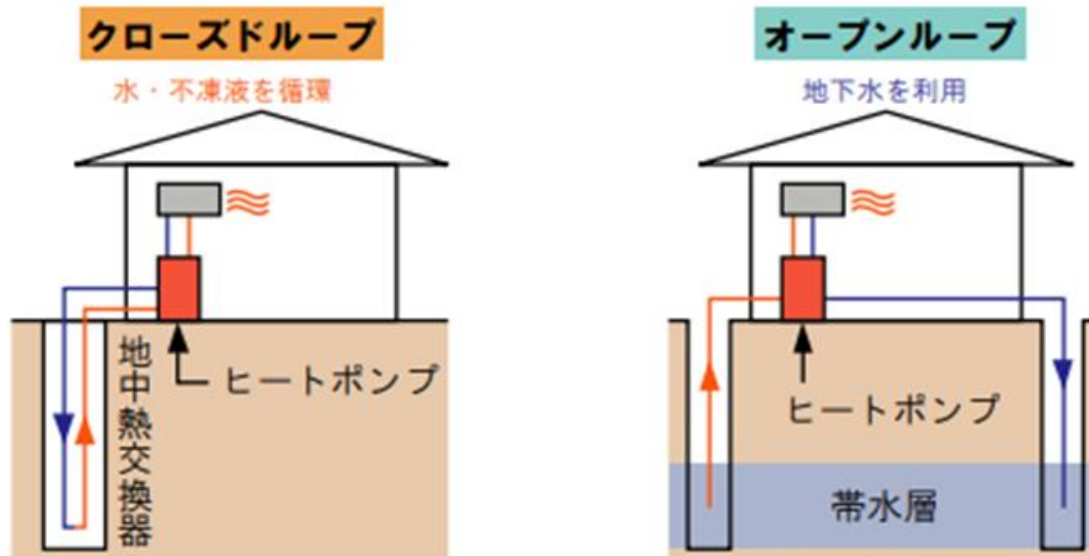 クローズドループ
水・不凍液を循環
地中熱交換器
ヒートポンプ
オープンループ
地下水を利用
ヒートポンプ
帯水層